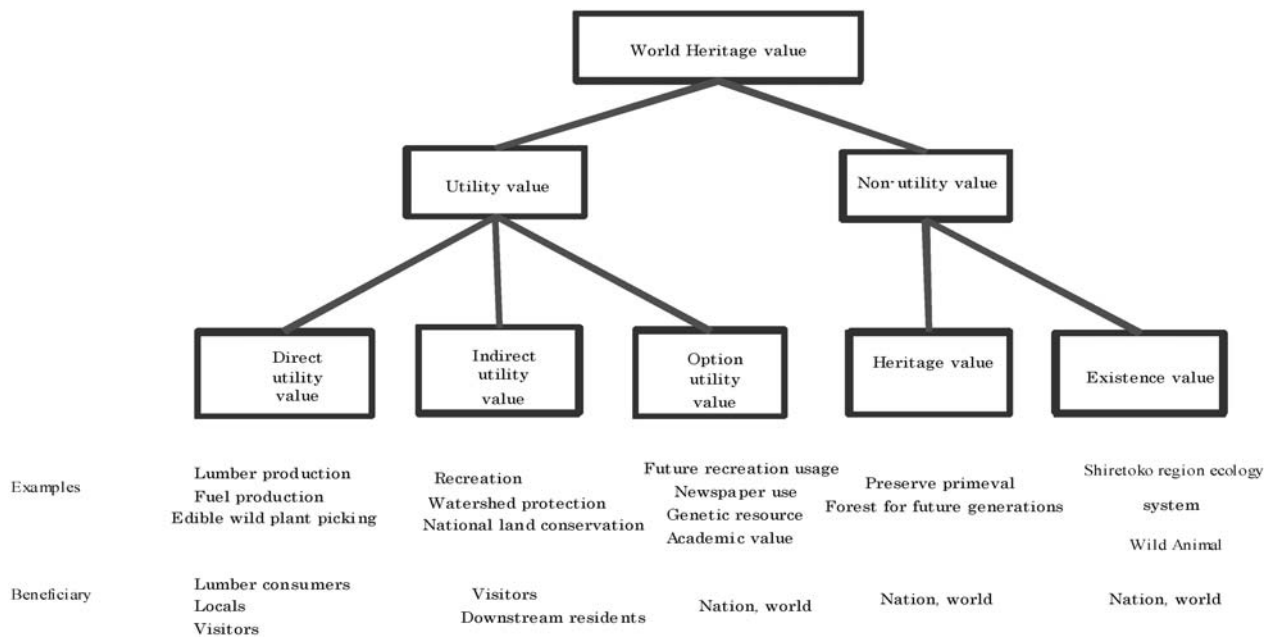 World Heritage value
Utility value
Non-utility value
Direct
utility
value
Indirect
utility
value
Option
utility
value
Heritage value
Existence value
Examples
Lumber production
Fuel production
Edible wild plant picking
Recreation
Watershed protection
National land conservation
Future recreation usage
Newspaper use
Genetic resource
Academic value
Preserve primeval
Forest for future generations
Shiretoko region ecology
system
Wild Animal
Beneficiary
Lumber consumers
Locals
Visitors
Visitors
Downstream residents
Nation, world
Nation, world
Nation, world